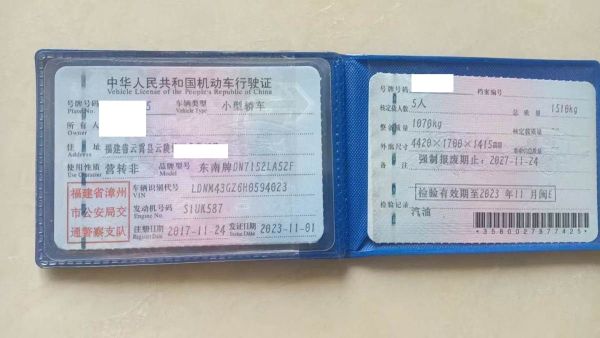 中华人民共和国机动车行驶证
Vehicle License of the People's Republic of China
号牌号码 5 车辆类型 小型轿车
Plate No. Vehicle Type
所有人
Owner
住址 福建省云霄县云陵
Address
使用性质 营转非 品牌型号 东南牌DN7152LA52F
Use Character Model
福建省漳州
市公安局交
通警察支队
车辆识别代号 LDNM43GZ6H0594023
VIN
发动机号码 S1UK587
Engine No.
注册日期 2017-11-24 发证日期 2023-11-01
Register Date Issue Date
号牌号码 档案编号
核定载人数 5人 总质量 1510kg
整备质量 1070kg 核定载质量
外廓尺寸 4420×1700×1415mm
备注 强制报废期止:2027-11-24
检验有效期至2023年11月闽E
检验记录 汽油
*3580027977425*